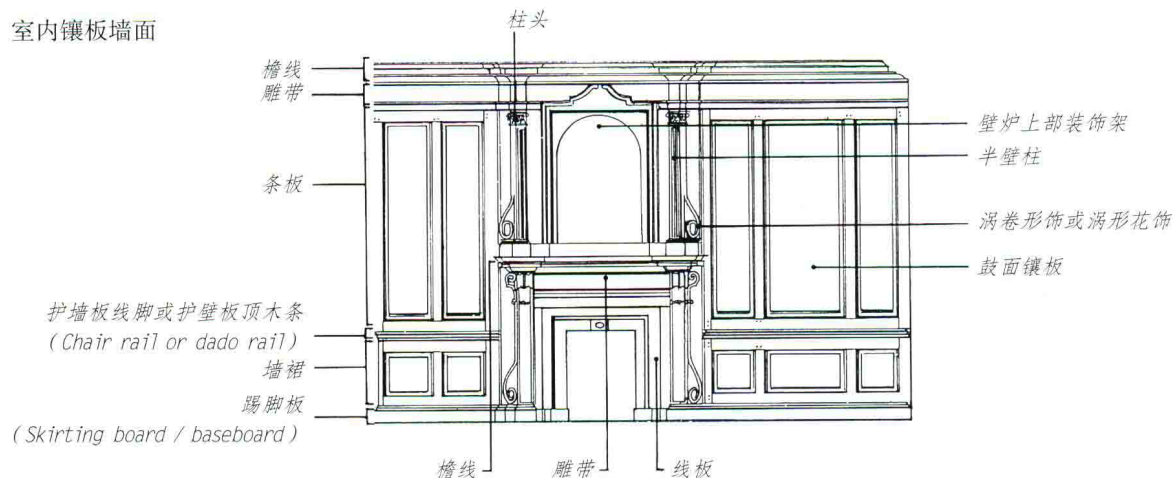 室内镶板墙面
柱头
檐线
雕带
条板
护墙板线脚或护壁板顶木条
(Chair rail or dado rail)
墙裙
踢脚板
(Skirting board / baseboard)
壁炉上部装饰架
半壁柱
涡卷形饰或涡形花饰
鼓面镶板
檐线
雕带
线板